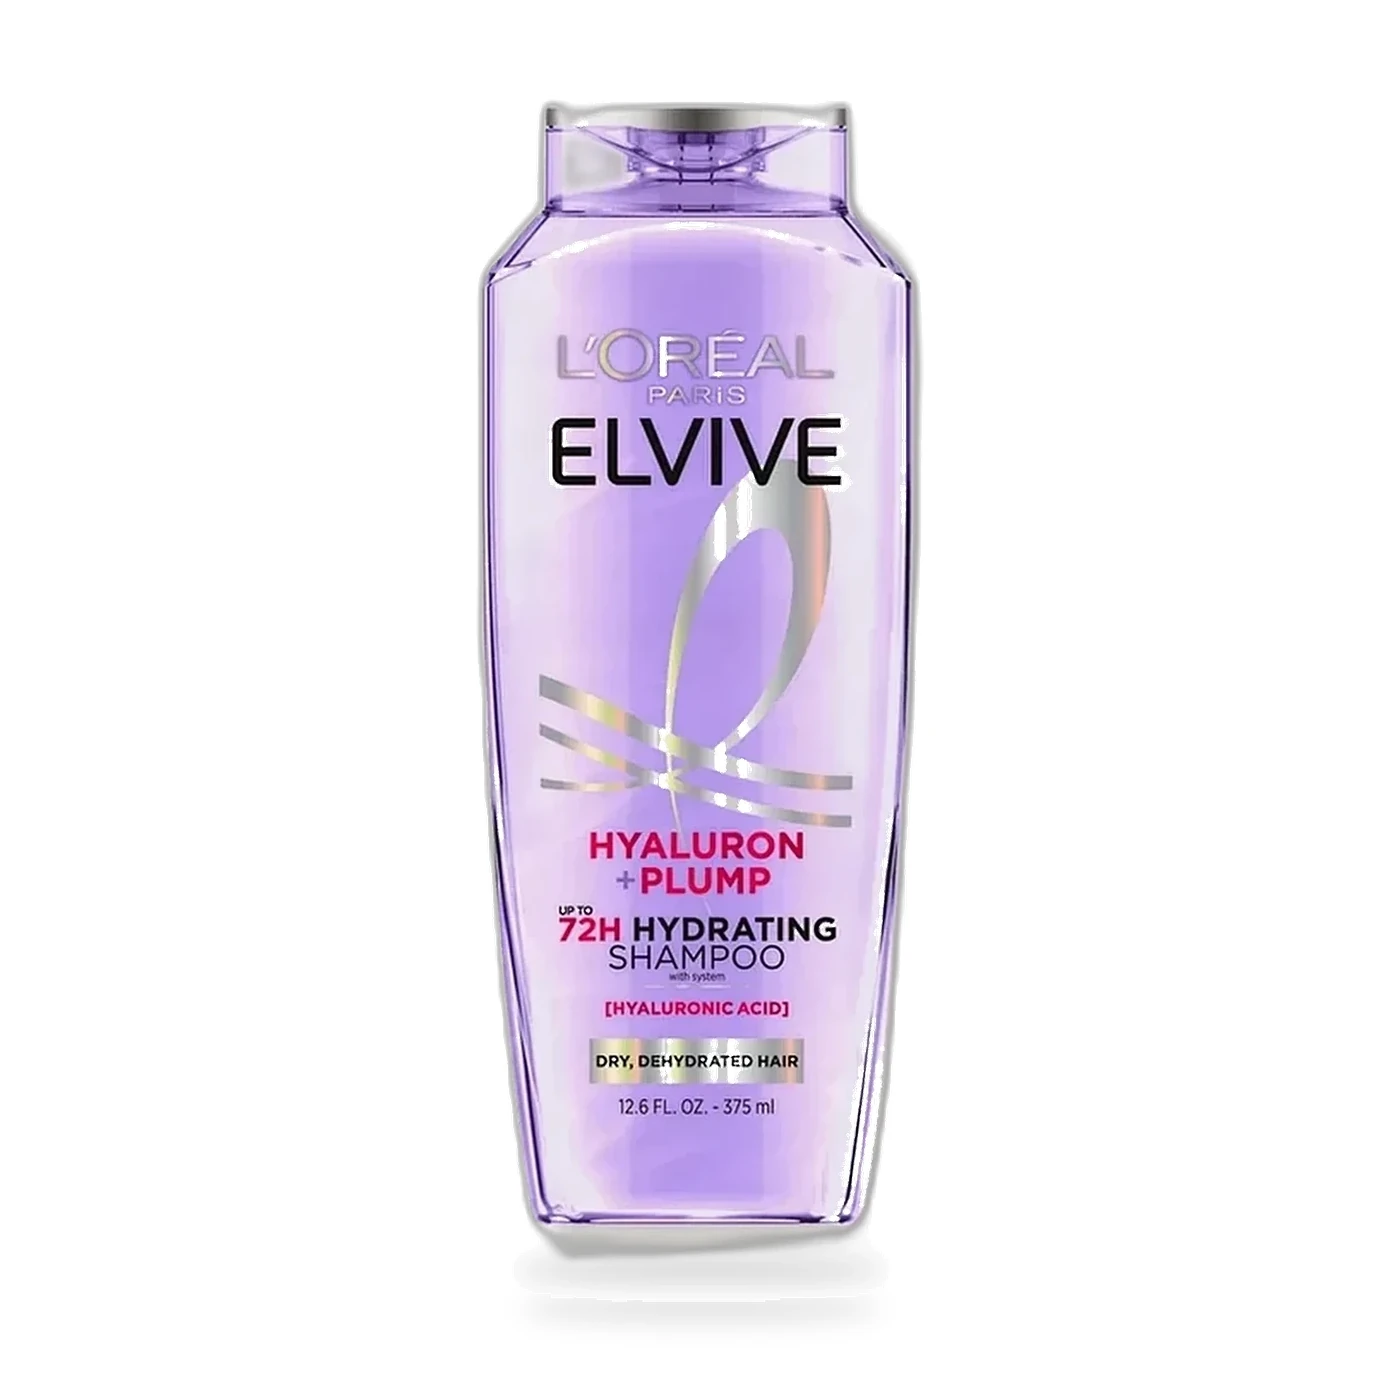 L'ORÉAL
PARIS
ELVIVE
HYALURON
+PLUMP
UP TO
72H HYDRATING
SHAMPOO
with system
[HYALURONIC ACID]
DRY, DEHYDRATED HAIR
12.6 FL. OZ. - 375 ml